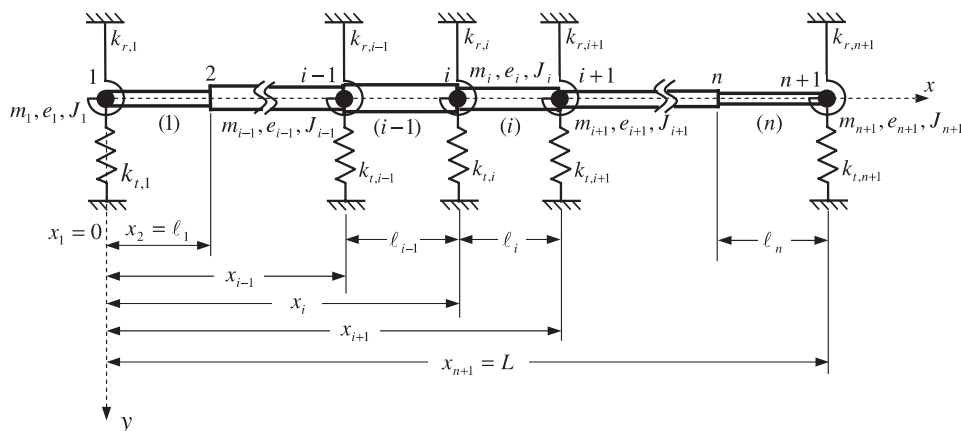 k_{r,1} k_{r,i-1} k_{r,i} k_{r,i+1} k_{r,n+1}
1 2 i−1 i m_i, e_i, J_i i+1 n n+1 x
m_1, e_1, J_1 (1) m_{i-1}, e_{i-1}, J_{i-1} (i−1) (i) m_{i+1}, e_{i+1}, J_{i+1} (n) m_{n+1}, e_{n+1}, J_{n+1}
k_{t,1} k_{t,i-1} k_{t,i} k_{t,i+1} k_{t,n+1}
x_1 = 0 x_2 = ℓ_1 ℓ_{i-1} ℓ_i ℓ_n
x_{i-1}
x_i
x_{i+1}
x_{n+1} = L
y